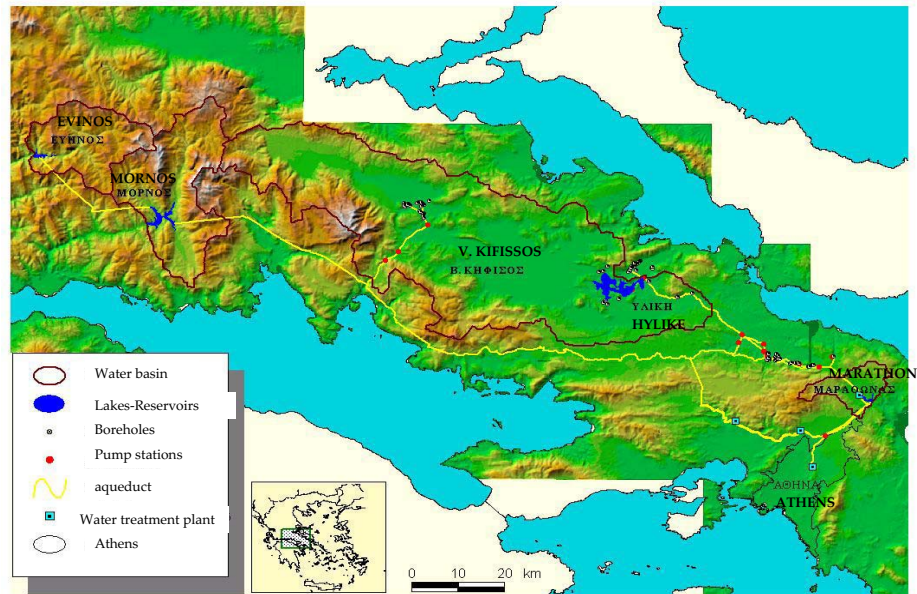 EVINOS
ΕΥΗΝΟΣ
MORNOS
ΜΟΡΝΟΣ
V. KIFISSOS
Β. ΚΗΦΙΣΟΣ
ΥΛΙΚΗ
HYLIKE
MARATHON
ΜΑΡΑΘΩΝΑΣ
ΑΘΗΝΑ
ATHENS
Water basin
Lakes-Reservoirs
Boreholes
Pump stations
aqueduct
Water treatment plant
Athens
0 10 20 km